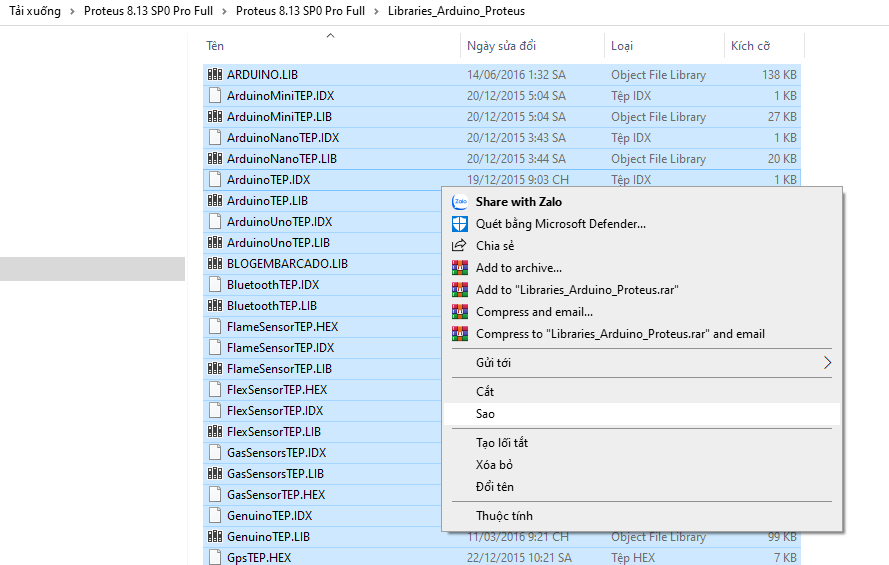 Tải xuống > Proteus 8.13 SP0 Pro Full > Proteus 8.13 SP0 Pro Full > Libraries_Arduino_Proteus
Tên Ngày sửa đổi Loại Kích cỡ
ARDUINO.LIB 14/06/2016 1:32 SA Object File Library 138 KB
ArduinoMiniTEP.IDX 20/12/2015 5:04 SA Tệp IDX 1 KB
ArduinoMiniTEP.LIB 20/12/2015 5:04 SA Object File Library 27 KB
ArduinoNanoTEP.IDX 20/12/2015 3:43 SA Tệp IDX 1 KB
ArduinoNanoTEP.LIB 20/12/2015 3:44 SA Object File Library 20 KB
ArduinoTEP.IDX 19/12/2015 9:03 CH Tệp IDX 1 KB
ArduinoTEP.LIB
ArduinoUnoTEP.IDX
ArduinoUnoTEP.LIB
BLOGEMBARCADO.LIB
BluetoothTEP.IDX
BluetoothTEP.LIB
FlameSensorTEP.HEX
FlameSensorTEP.IDX
FlameSensorTEP.LIB
FlexSensorTEP.HEX
FlexSensorTEP.IDX
FlexSensorTEP.LIB
GasSensorsTEP.IDX
GasSensorsTEP.LIB
GasSensorTEP.HEX
GenuinoTEP.IDX
GenuinoTEP.LIB 11/03/2016 9:21 CH Object File Library 99 KB
GpsTEP.HEX 22/12/2015 10:21 SA Tệp HEX 7 KB
Zalo Share with Zalo
Quét bằng Microsoft Defender...
Chia sẻ
Add to archive...
Add to "Libraries_Arduino_Proteus.rar"
Compress and email...
Compress to "Libraries_Arduino_Proteus.rar" and email
Gửi tới
Cắt
Sao
Tạo lối tắt
Xóa bỏ
Đổi tên
Thuộc tính